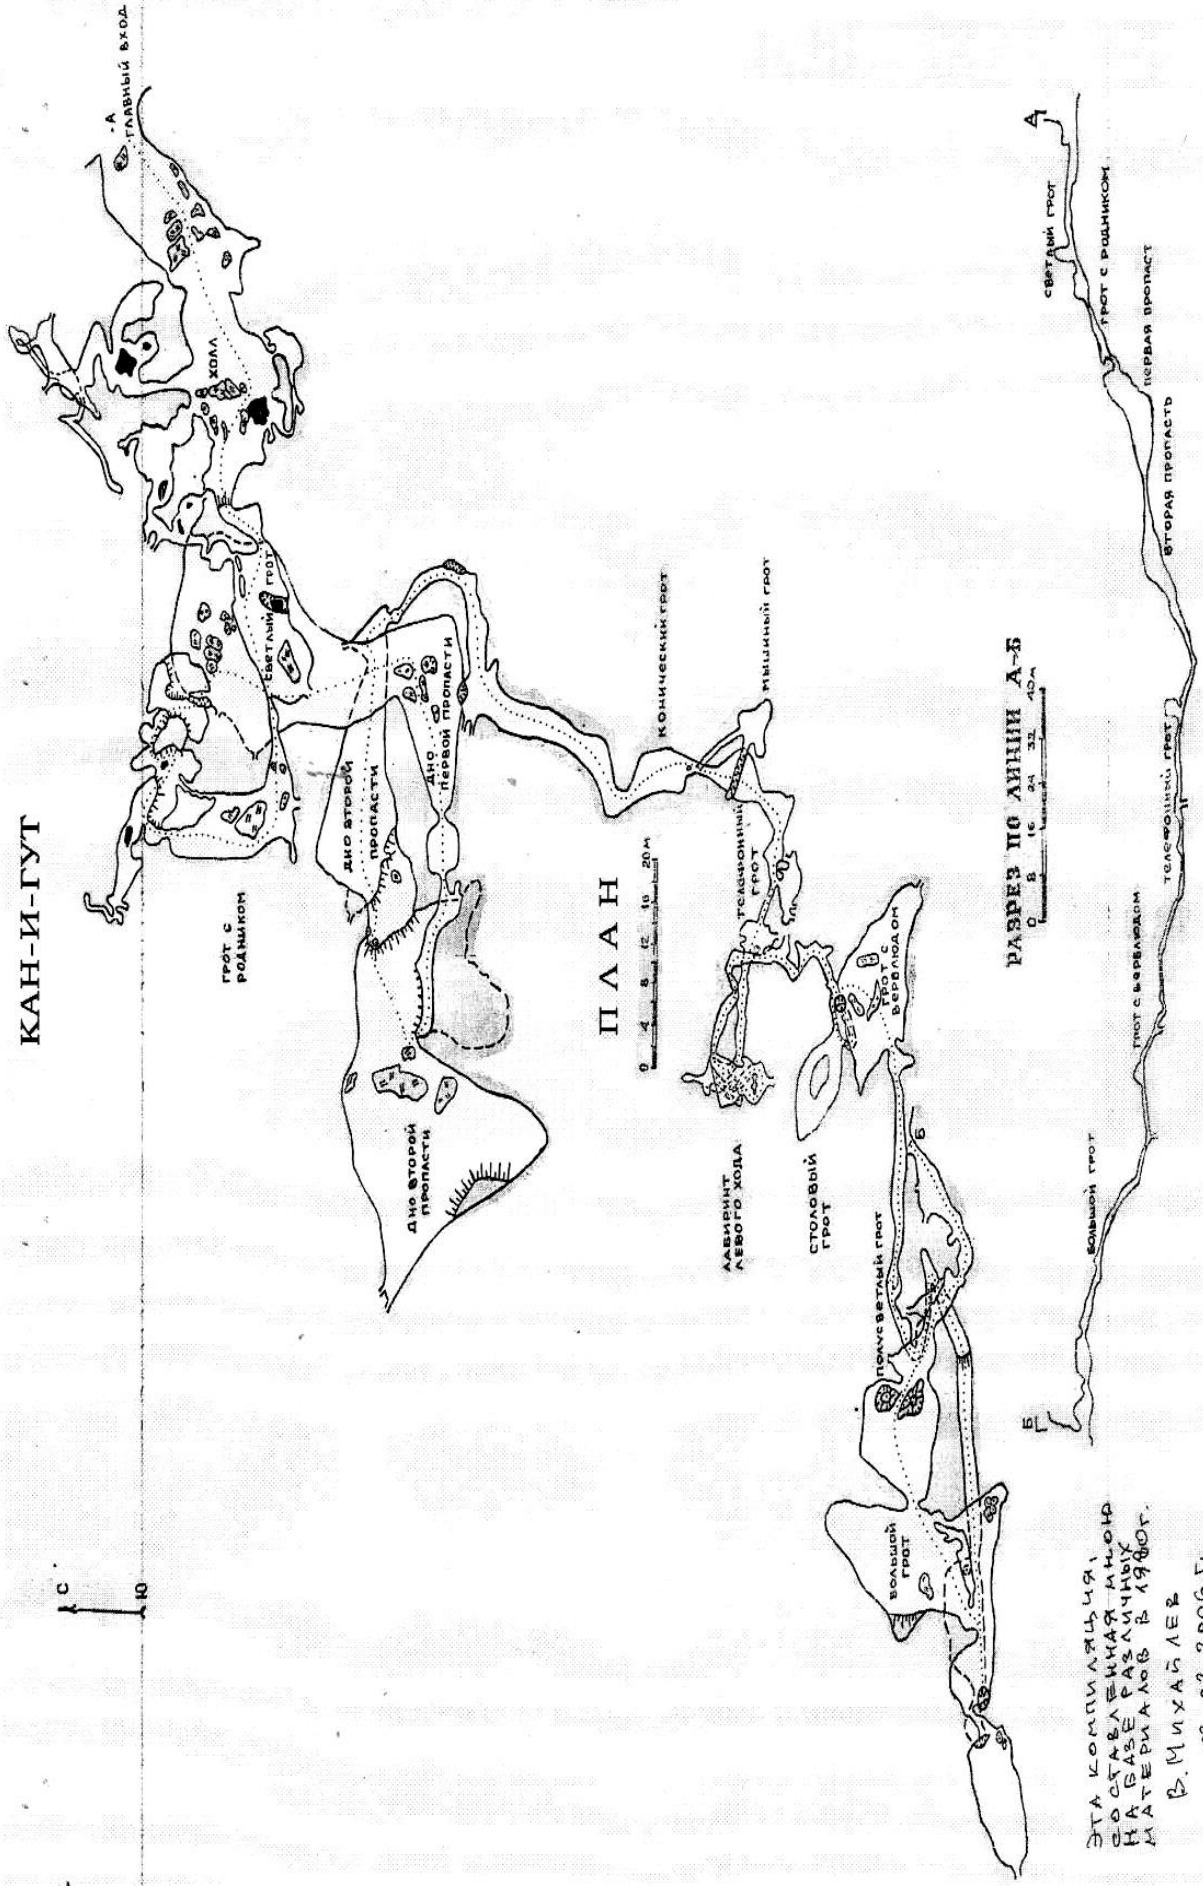 КАН-И-ГУТ
С
Ю
-А
ГЛАВНЫЙ ВХОД
ХОЛЛ
СВЕТЛЫЙ ГРОТ
ГРОТ С
РОДНИКОМ
ДНО ВТОРОЙ
ПРОПАСТИ
ДНО
ПЕРВОЙ ПРОПАСТИ
ДНО ВТОРОЙ
ПРОПАСТИ
ПЛАН
0 4 8 12 16 20М
КОНИЧЕСКИЙ ГРОТ
МЫШИНЫЙ ГРОТ
ТЕЛЕФОННЫЙ
ГРОТ
ЛАБИРИНТ
ЛЕВОГО ХОДА
СТОЛОВЫЙ
ГРОТ
ГРОТ С
ВЕРБЛЮДОМ
Б
ПОЛУСВЕТЛЫЙ ГРОТ
БОЛЬШОЙ
ГРОТ
РАЗРЕЗ ПО ЛИНИИ А-Б
0 8 16 24 32 40М
Б
БОЛЬШОЙ ГРОТ
ГРОТ С ВЕРБЛЮДОМ
ТЕЛЕФОННЫЙ ГРОТ
ВТОРАЯ ПРОПАСТЬ
ПЕРВАЯ ПРОПАСТ
ГРОТ С РОДНИКОМ
СВЕТЛЫЙ ГРОТ
А
ЭТА КОМПИЛЯЦИЯ,
СОСТАВЛЕННАЯ МНОЮ
НА БАЗЕ РАЗЛИЧНЫХ
МАТЕРИАЛОВ В 1980г.
В. МИХАЙЛЕВ
2006 г.